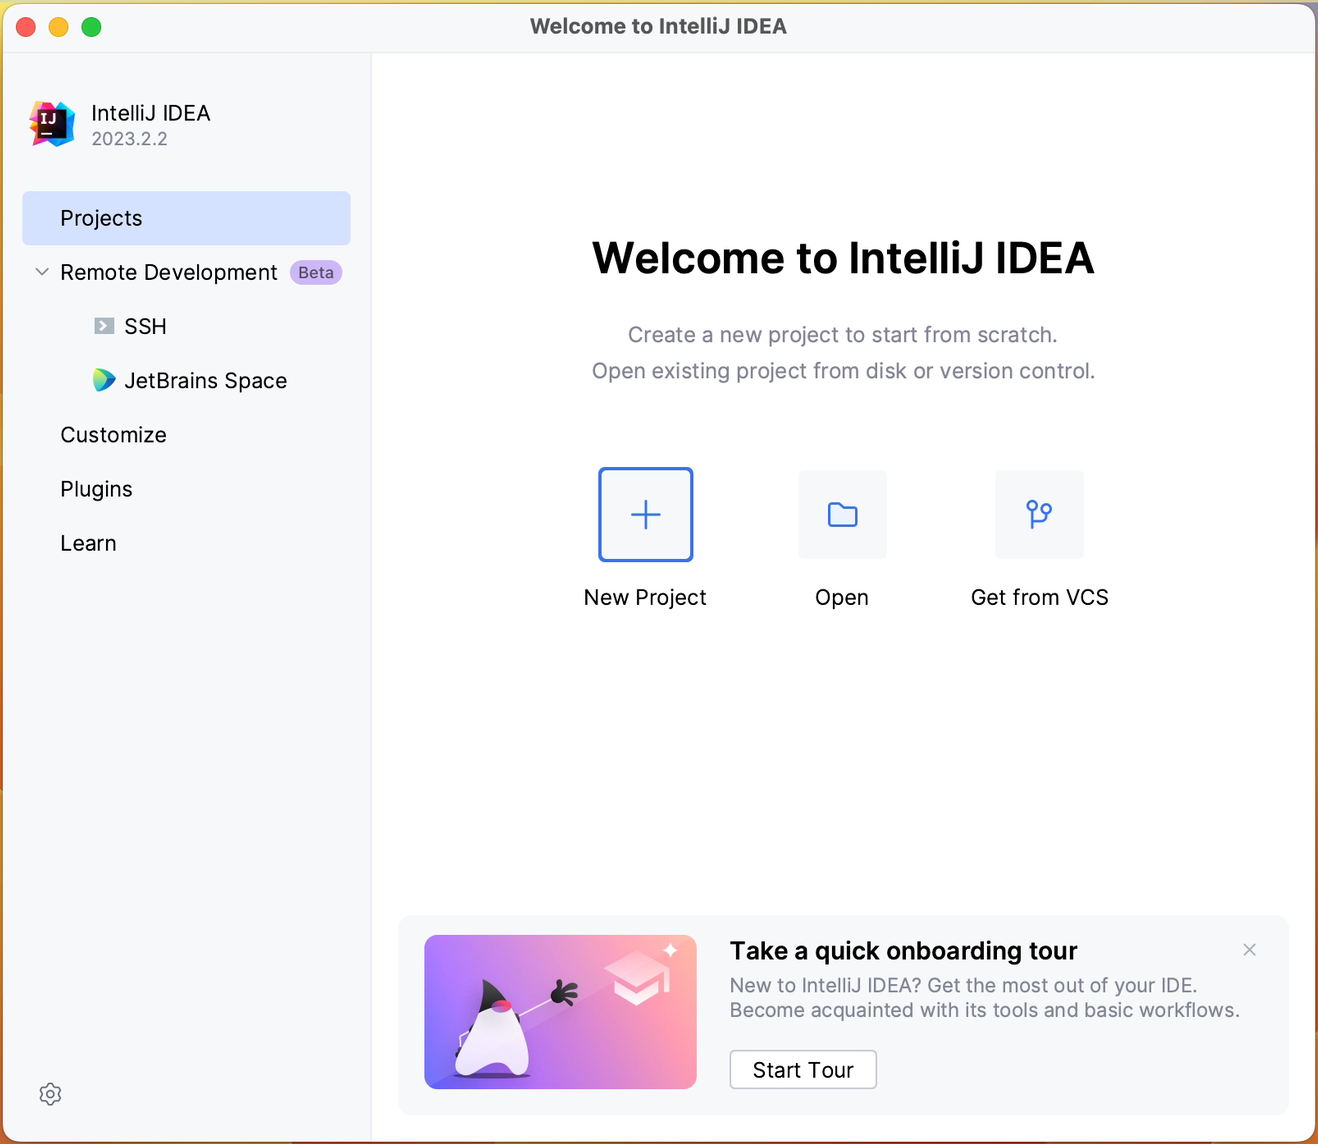 Welcome to IntelliJ IDEA
IJ
IntelliJ IDEA
2023.2.2
Projects
Remote Development Beta
SSH
JetBrains Space
Customize
Plugins
Learn
Welcome to IntelliJ IDEA
Create a new project to start from scratch.
Open existing project from disk or version control.
New Project
Open
Get from VCS
Take a quick onboarding tour
New to IntelliJ IDEA? Get the most out of your IDE.
Become acquainted with its tools and basic workflows.
Start Tour